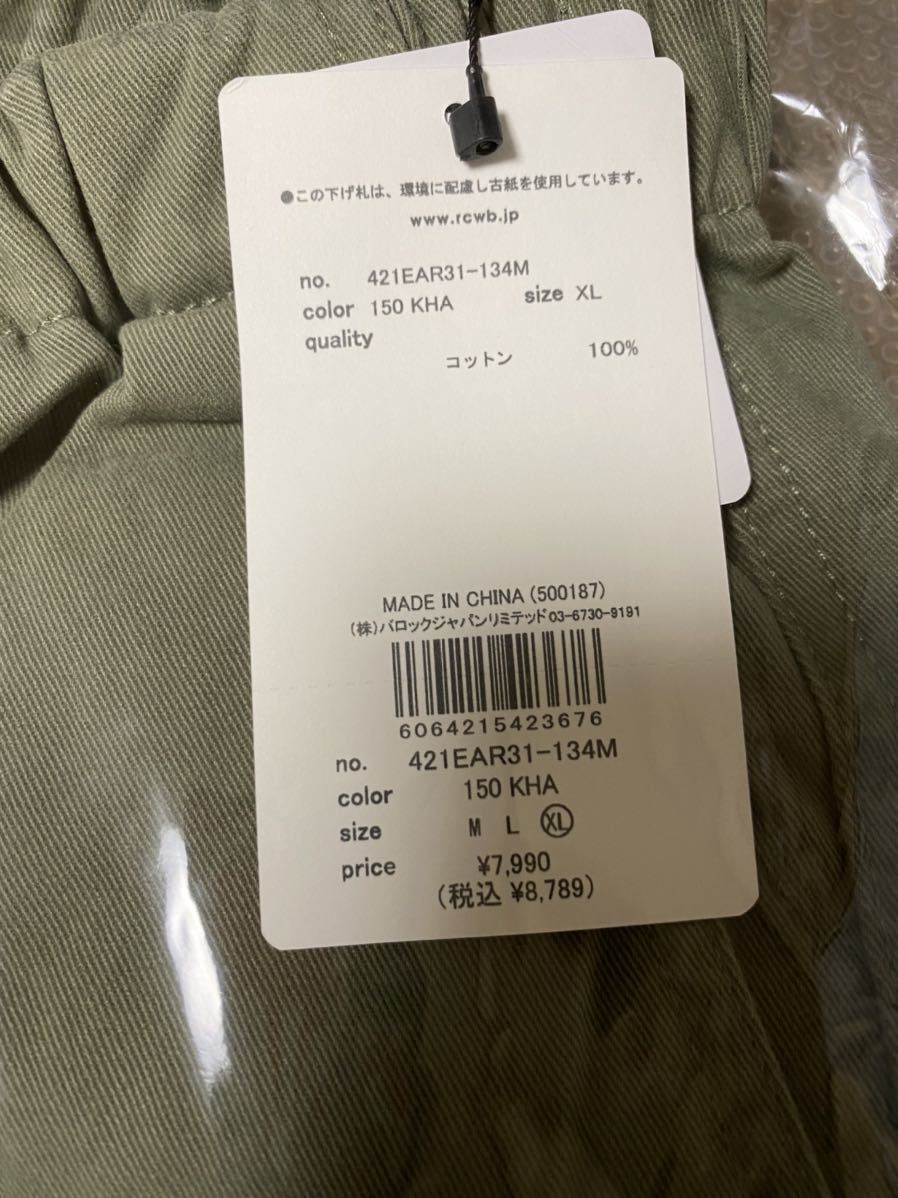 ●この下げ札は、環境に配慮し古紙を使用しています。
www.rcwb.jp
no. 421EAR31-134M
color 150 KHA size XL
quality
コットン 100%
MADE IN CHINA (500187)
(株)バロックジャパンリミテッド03-6730-9191
6064215423676
no. 421EAR31-134M
color 150 KHA
size M L XL
price ¥7,990
(税込 ¥8,789)